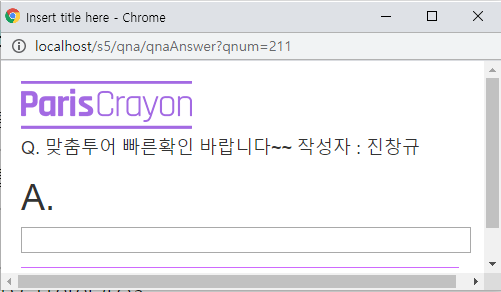 Insert title here - Chrome
localhost/s5/qna/qnaAnswer?qnum=211
ParisCrayon
Q. 맞춤투어 빠른확인 바랍니다~~ 작성자 : 진창규
A.